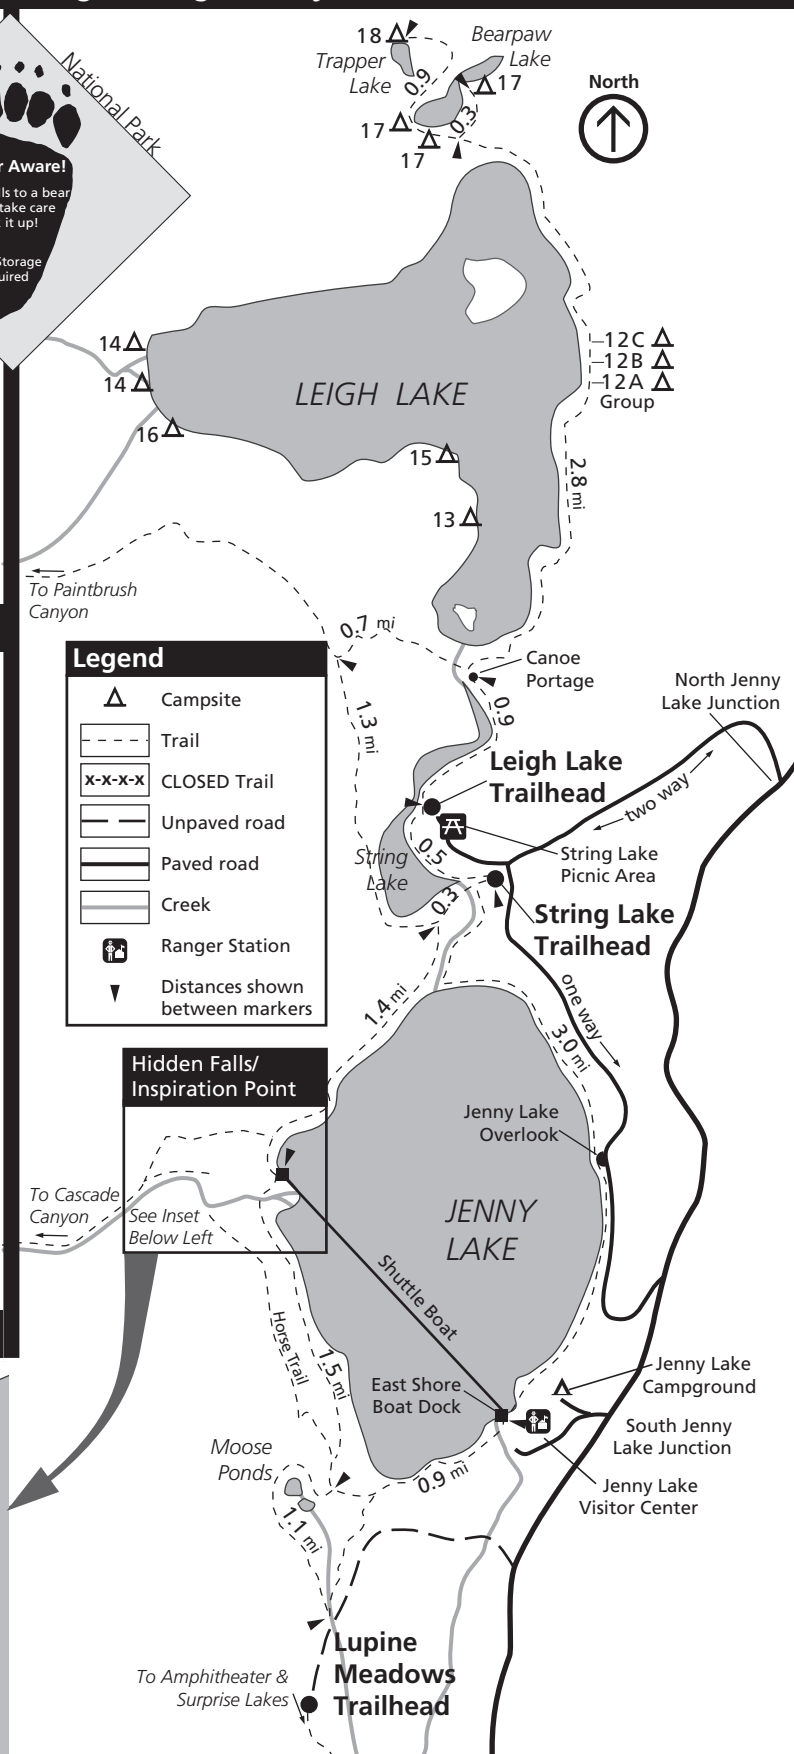 National Park
r Aware!
ls to a bear
take care
it up!
Storage
uired
18
Trapper
Lake
0.9
Bearpaw
Lake
17
0.3
17
17
North
14
14
16
LEIGH LAKE
12C
12B
12A
Group
15
13
2.8 mi
To Paintbrush
Canyon
0.7 mi
Canoe
Portage
0.9
1.3 mi
North Jenny
Lake Junction
Leigh Lake
Trailhead
two way
String Lake
Picnic Area
0.5
String
Lake
0.3
String Lake
Trailhead
Legend
Campsite
Trail
x-x-x-x CLOSED Trail
Unpaved road
Paved road
Creek
Ranger Station
Distances shown
between markers
1.4 mi
one way
3.0 mi
Hidden Falls/
Inspiration Point
Jenny Lake
Overlook
To Cascade
Canyon
See Inset
Below Left
JENNY
LAKE
Shuttle Boat
Horse Trail
1.5 mi
East Shore
Boat Dock
Jenny Lake
Campground
South Jenny
Lake Junction
Jenny Lake
Visitor Center
Moose
Ponds
0.9 mi
1.1 mi
Lupine
Meadows
Trailhead
To Amphitheater &
Surprise Lakes